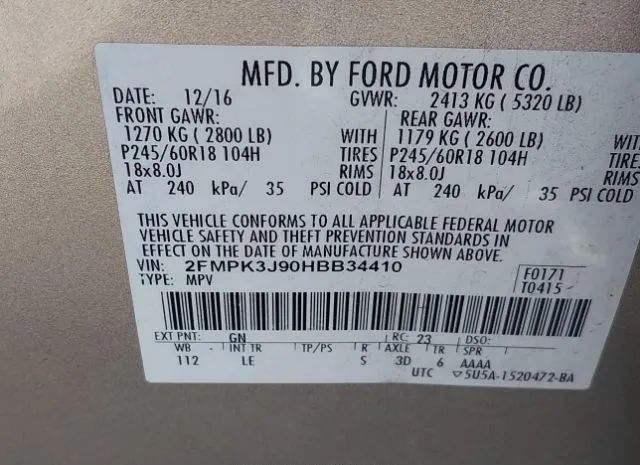 MFD. BY FORD MOTOR CO.
DATE: 12/16 GVWR: 2413 KG ( 5320 LB)
FRONT GAWR: REAR GAWR:
1270 KG ( 2800 LB) WITH 1179 KG ( 2600 LB) WITH
P245/60R18 104H TIRES P245/60R18 104H TIRES
18x8.0J RIMS 18x8.0J RIMS
AT 240 kPa/ 35 PSI COLD AT 240 kPa/ 35 PSI COLD
THIS VEHICLE CONFORMS TO ALL APPLICABLE FEDERAL MOTOR
VEHICLE SAFETY AND THEFT PREVENTION STANDARDS IN
EFFECT ON THE DATE OF MANUFACTURE SHOWN ABOVE.
VIN: 2FMPK3J90HBB34410 F0171
TYPE: MPV T0415
EXT PNT: GN RC: 23 DSO:
WB INT TR TP/PS R AXLE TR SPR
112 LE S 3D 6 AAAA
UTC ▽5U5A-1520472-BA